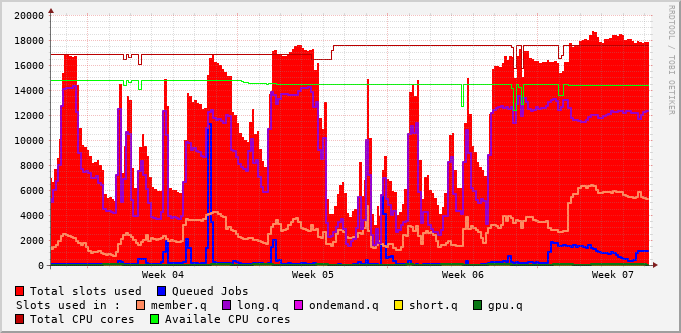 20000
18000
16000
14000
12000
10000
8000
6000
4000
2000
0
Week 04 Week 05 Week 06 Week 07
RRDTOOL / TOBI OETIKER
Total slots used Queued Jobs
Slots used in : member.q long.q ondemand.q short.q gpu.q
Total CPU cores Availale CPU cores